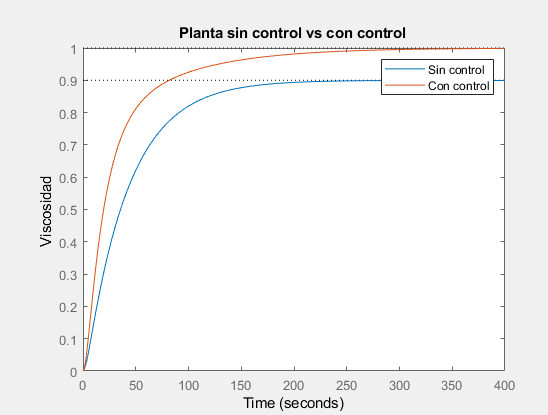 Planta sin control vs con control
1
0.9
0.8
0.7
0.6
0.5
0.4
0.3
0.2
0.1
0
Viscosidad
Sin control
Con control
0 50 100 150 200 250 300 350 400
Time (seconds)